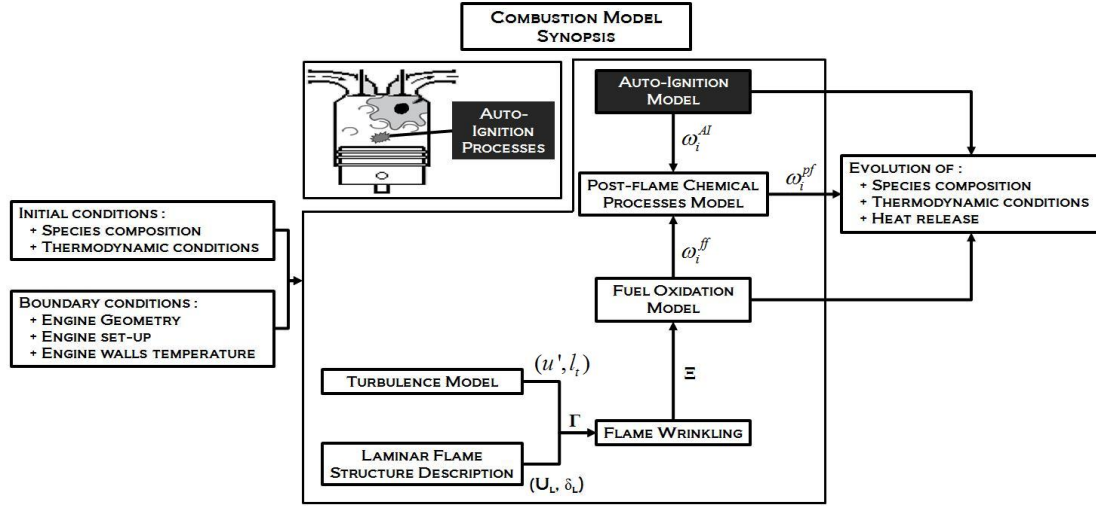 COMBUSTION MODEL
SYNOPSIS
AUTO-
IGNITION
PROCESSES
AUTO-IGNITION
MODEL
ω_i^{AI}
POST-FLAME CHEMICAL
PROCESSES MODEL
ω_i^{pf}
EVOLUTION OF :
+ SPECIES COMPOSITION
+ THERMODYNAMIC CONDITIONS
+ HEAT RELEASE
INITIAL CONDITIONS :
+ SPECIES COMPOSITION
+ THERMODYNAMIC CONDITIONS
ω_i^{ff}
BOUNDARY CONDITIONS :
+ ENGINE GEOMETRY
+ ENGINE SET-UP
+ ENGINE WALLS TEMPERATURE
FUEL OXIDATION
MODEL
Ξ
TURBULENCE MODEL
(u', l_t)
Γ
FLAME WRINKLING
LAMINAR FLAME
STRUCTURE DESCRIPTION
(U_L, δ_L)